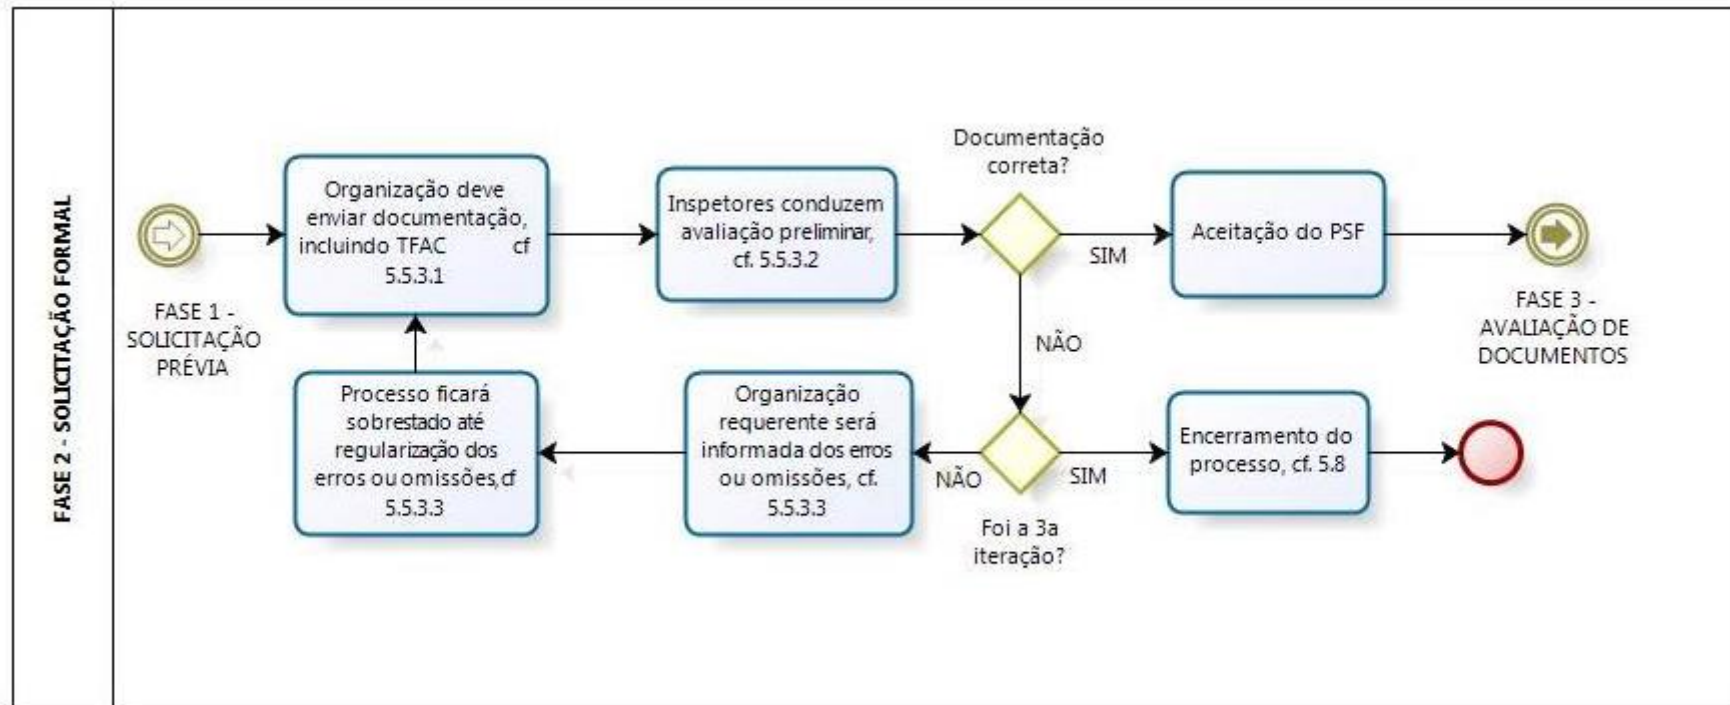 FASE 2 - SOLICITAÇÃO FORMAL
FASE 1 -
SOLICITAÇÃO
PRÉVIA
Organização deve
enviar documentação,
incluindo TFAC cf
5.5.3.1
Inspetores conduzem
avaliação preliminar,
cf. 5.5.3.2
Documentação
correta?
SIM
NÃO
Aceitação do PSF
FASE 3 -
AVALIAÇÃO DE
DOCUMENTOS
Processo ficará
sobrestado até
regularização dos
erros ou omissões,cf
5.5.3.3
Organização
requerente será
informada dos erros
ou omissões, cf.
5.5.3.3
NÃO
SIM
Foi a 3a
iteração?
Encerramento do
processo, cf. 5.8